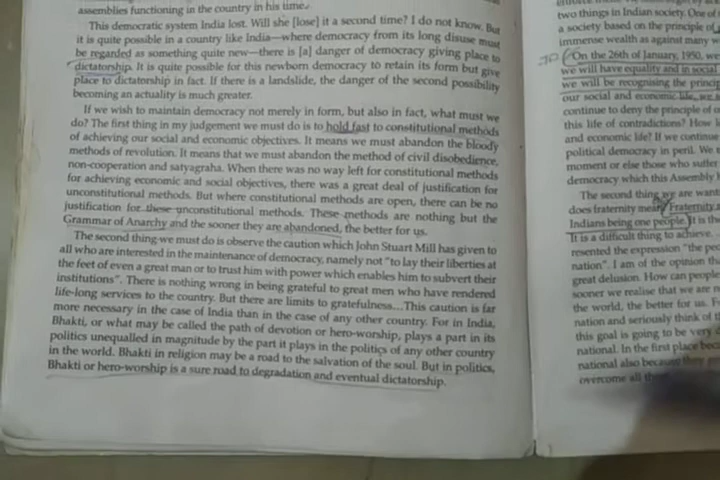 assemblies functioning in the country in his time.
This democratic system India lost. Will she [lose] it a second time? I do not know. But
it is quite possible in a country like India—where democracy from its long disuse must
be regarded as something quite new—there is [a] danger of democracy giving place to
dictatorship. It is quite possible for this newborn democracy to retain its form but give
place to dictatorship in fact. If there is a landslide, the danger of the second possibility
becoming an actuality is much greater.
If we wish to maintain democracy not merely in form, but also in fact, what must we
do? The first thing in my judgement we must do is to hold fast to constitutional methods
of achieving our social and economic objectives. It means we must abandon the bloody
methods of revolution. It means that we must abandon the method of civil disobedience,
non-cooperation and satyagraha. When there was no way left for constitutional methods
for achieving economic and social objectives, there was a great deal of justification for
unconstitutional methods. But where constitutional methods are open, there can be no
justification for these unconstitutional methods. These methods are nothing but the
Grammar of Anarchy and the sooner they are abandoned, the better for us.
The second thing we must do is observe the caution which John Stuart Mill has given to
all who are interested in the maintenance of democracy, namely not "to lay their liberties at
the feet of even a great man or to trust him with power which enables him to subvert their
institutions". There is nothing wrong in being grateful to great men who have rendered
life-long services to the country. But there are limits to gratefulness...This caution is far
more necessary in the case of India than in the case of any other country. For in India,
Bhakti, or what may be called the path of devotion or hero-worship, plays a part in its
politics unequalled in magnitude by the part it plays in the politics of any other country
in the world. Bhakti in religion may be a road to the salvation of the soul. But in politics,
Bhakti or hero-worship is a sure road to degradation and eventual dictatorship.
two things in Indian society. One of
a society based on the principle of
immense wealth as against many w
On the 26th of January, 1950, we
we will have equality and in social
we will be recognising the princip
our social and economic life, we s
continue to deny the principle of
this life of contradictions? How l
and economic life? If we continue
political democracy in peril. We
moment or else those who suffer
democracy which this Assembly h
The second thing we are want
does fraternity mean? Fraternity
Indians being one people. It is the
It is a difficult thing to achieve.
resented the expression "the pe
nation". I am of the opinion tha
great delusion. How can people
sooner we realise that we are n
the world, the better for us. F
nation and seriously think of t
this goal is going to be very
national. In the first place bec
national also because they
overcome all